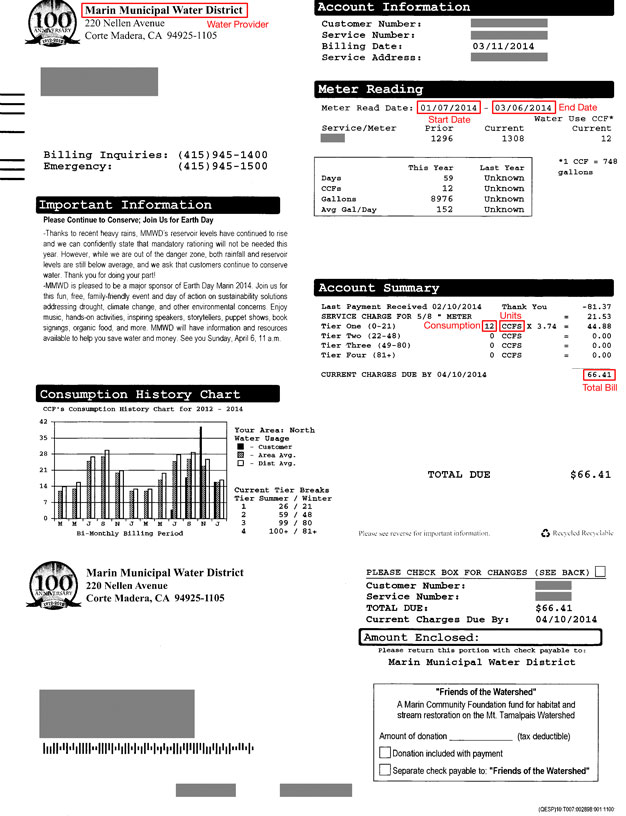 100
ANNIVERSARY
1912-2012
Marin Municipal Water District
220 Nellen Avenue
Water Provider
Corte Madera, CA 94925-1105
Billing Inquiries: (415)945-1400
Emergency: (415)945-1500
Important Information
Please Continue to Conserve; Join Us for Earth Day
-Thanks to recent heavy rains, MMWD's reservoir levels have continued to rise
and we can confidently state that mandatory rationing will not be needed this
year. However, while we are out of the danger zone, both rainfall and reservoir
levels are still below average, and we ask that customers continue to conserve
water. Thank you for doing your part!
-MMWD is pleased to be a major sponsor of Earth Day Marin 2014. Join us for
this fun, free, family-friendly event and day of action on sustainability solutions
addressing drought, climate change, and other environmental concerns. Enjoy
music, hands-on activities, inspiring speakers, storytellers, puppet shows, book
signings, organic food, and more. MMWD will have information and resources
available to help you save water and money. See you Sunday, April 6, 11 a.m.
Consumption History Chart
CCF's Consumption History Chart for 2012 - 2014
42
35
28
21
14
7
0
M M J S N J M M J S N J
Bi-Monthly Billing Period
Your Area: North
Water Usage
- Customer
- Area Avg.
- Dist Avg.
Current Tier Breaks
Tier Summer / Winter
1 26 / 21
2 59 / 48
3 99 / 80
4 100+ / 81+
Account Information
Customer Number:
Service Number:
Billing Date: 03/11/2014
Service Address:
Meter Reading
Meter Read Date: 01/07/2014 - 03/06/2014 End Date
Start Date
Water Use CCF*
Service/Meter Prior Current Current
1296 1308 12
*1 CCF = 748
gallons
This Year Last Year
Days 59 Unknown
CCFs 12 Unknown
Gallons 8976 Unknown
Avg Gal/Day 152 Unknown
Account Summary
Last Payment Received 02/10/2014 Thank You -81.37
SERVICE CHARGE FOR 5/8 " METER Units = 21.53
Tier One (0-21) Consumption 12 CCFS X 3.74 = 44.88
Tier Two (22-48) 0 CCFS = 0.00
Tier Three (49-80) 0 CCFS = 0.00
Tier Four (81+) 0 CCFS = 0.00
CURRENT CHARGES DUE BY 04/10/2014 66.41
Total Bill
TOTAL DUE $66.41
Please see reverse for important information.
Recycled Recyclable
100
ANNIVERSARY
1912-2012
Marin Municipal Water District
220 Nellen Avenue
Corte Madera, CA 94925-1105
PLEASE CHECK BOX FOR CHANGES (SEE BACK)
Customer Number:
Service Number:
TOTAL DUE: $66.41
Current Charges Due By: 04/10/2014
Amount Enclosed:
Please return this portion with check payable to:
Marin Municipal Water District
"Friends of the Watershed"
A Marin Community Foundation fund for habitat and
stream restoration on the Mt. Tamalpais Watershed
Amount of donation ____________ (tax deductible)
Donation included with payment
Separate check payable to: "Friends of the Watershed"
(QESP)10:T007:002898:001:1100